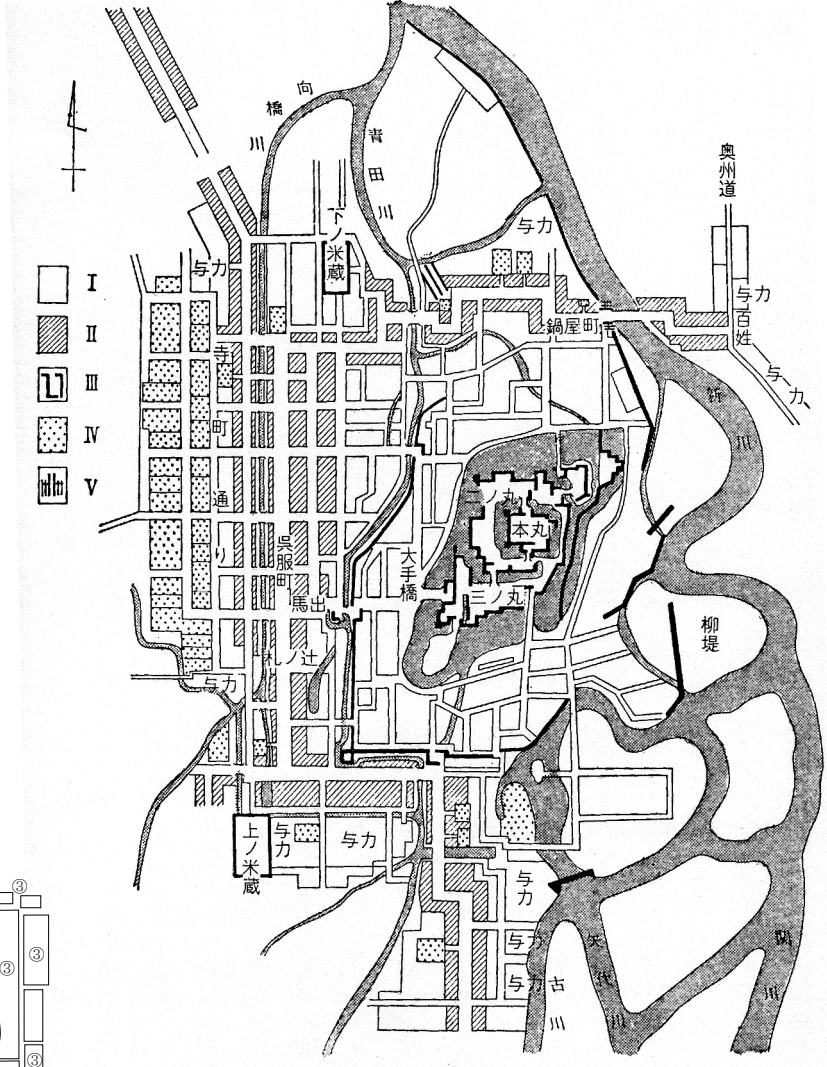 向
橋
川
青
田
川
奥州道
与力
下ノ米蔵
与力
I
II
III
IV
V
与力
百姓
与力
鍋屋町
新
川
寺
町
通
り
二ノ丸
本丸
三ノ丸
大手橋
呉服町
馬出
柳堤
札ノ辻
与力
上ノ米蔵
与力
与力
与力
与力
与力
古
川
矢
代
川
関
川
③
③
③
③